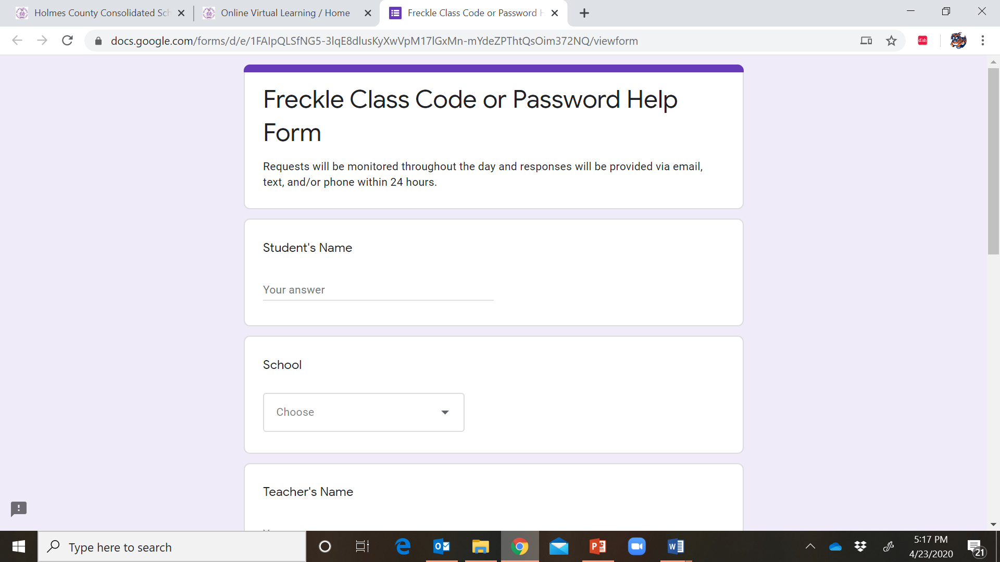 Holmes County Consolidated Sch
Online Virtual Learning / Home
Freckle Class Code or Password H
docs.google.com/forms/d/e/1FAIpQLSfNG5-3lqE8dlusKyXwVpM17lGxMn-mYdeZPThtQsOim372NQ/viewform
dish
Freckle Class Code or Password Help
Form
Requests will be monitored throughout the day and responses will be provided via email,
text, and/or phone within 24 hours.
Student's Name
Your answer
School
Choose
Teacher's Name
Type here to search
5:17 PM
4/23/2020
21